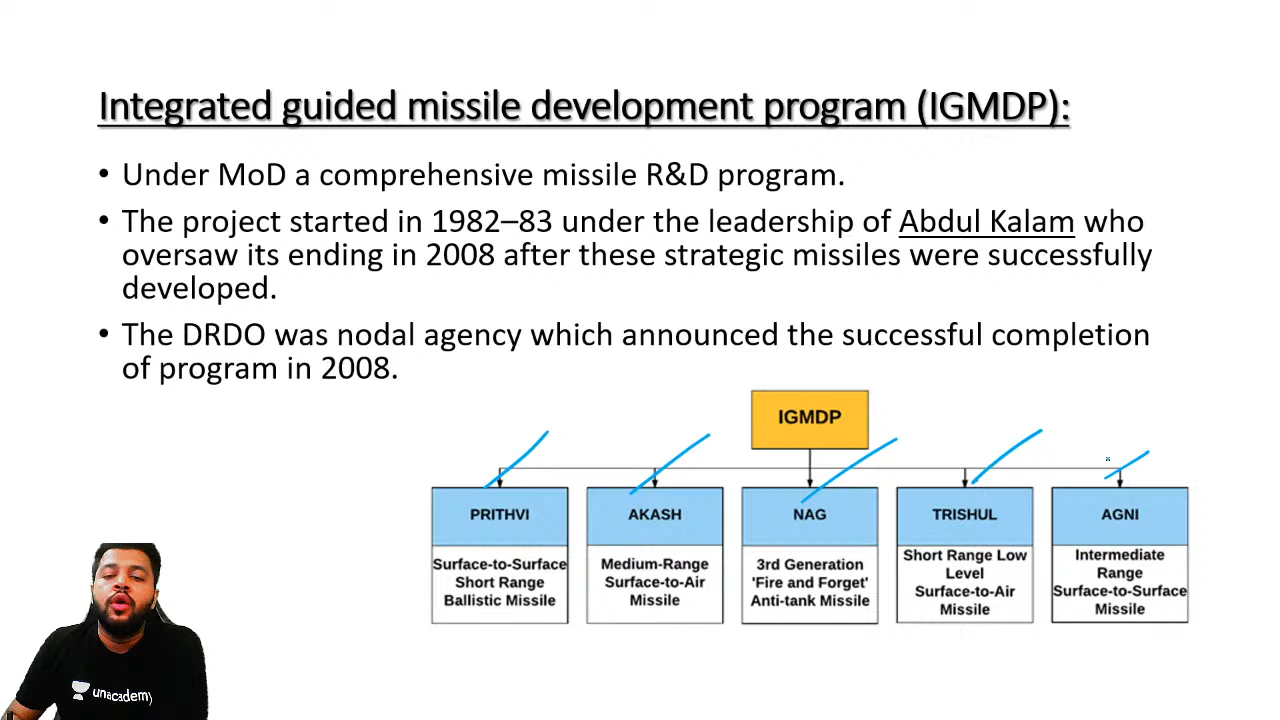 Integrated guided missile development program (IGMDP):
• Under MoD a comprehensive missile R&D program.
• The project started in 1982–83 under the leadership of Abdul Kalam who
oversaw its ending in 2008 after these strategic missiles were successfully
developed.
• The DRDO was nodal agency which announced the successful completion
of program in 2008.
IGMDP
PRITHVI
Surface-to-Surface
Short Range
Ballistic Missile
AKASH
Medium-Range
Surface-to-Air
Missile
NAG
3rd Generation
'Fire and Forget'
Anti-tank Missile
TRISHUL
Short Range Low
Level
Surface-to-Air
Missile
AGNI
Intermediate
Range
Surface-to-Surface
Missile
unacademy